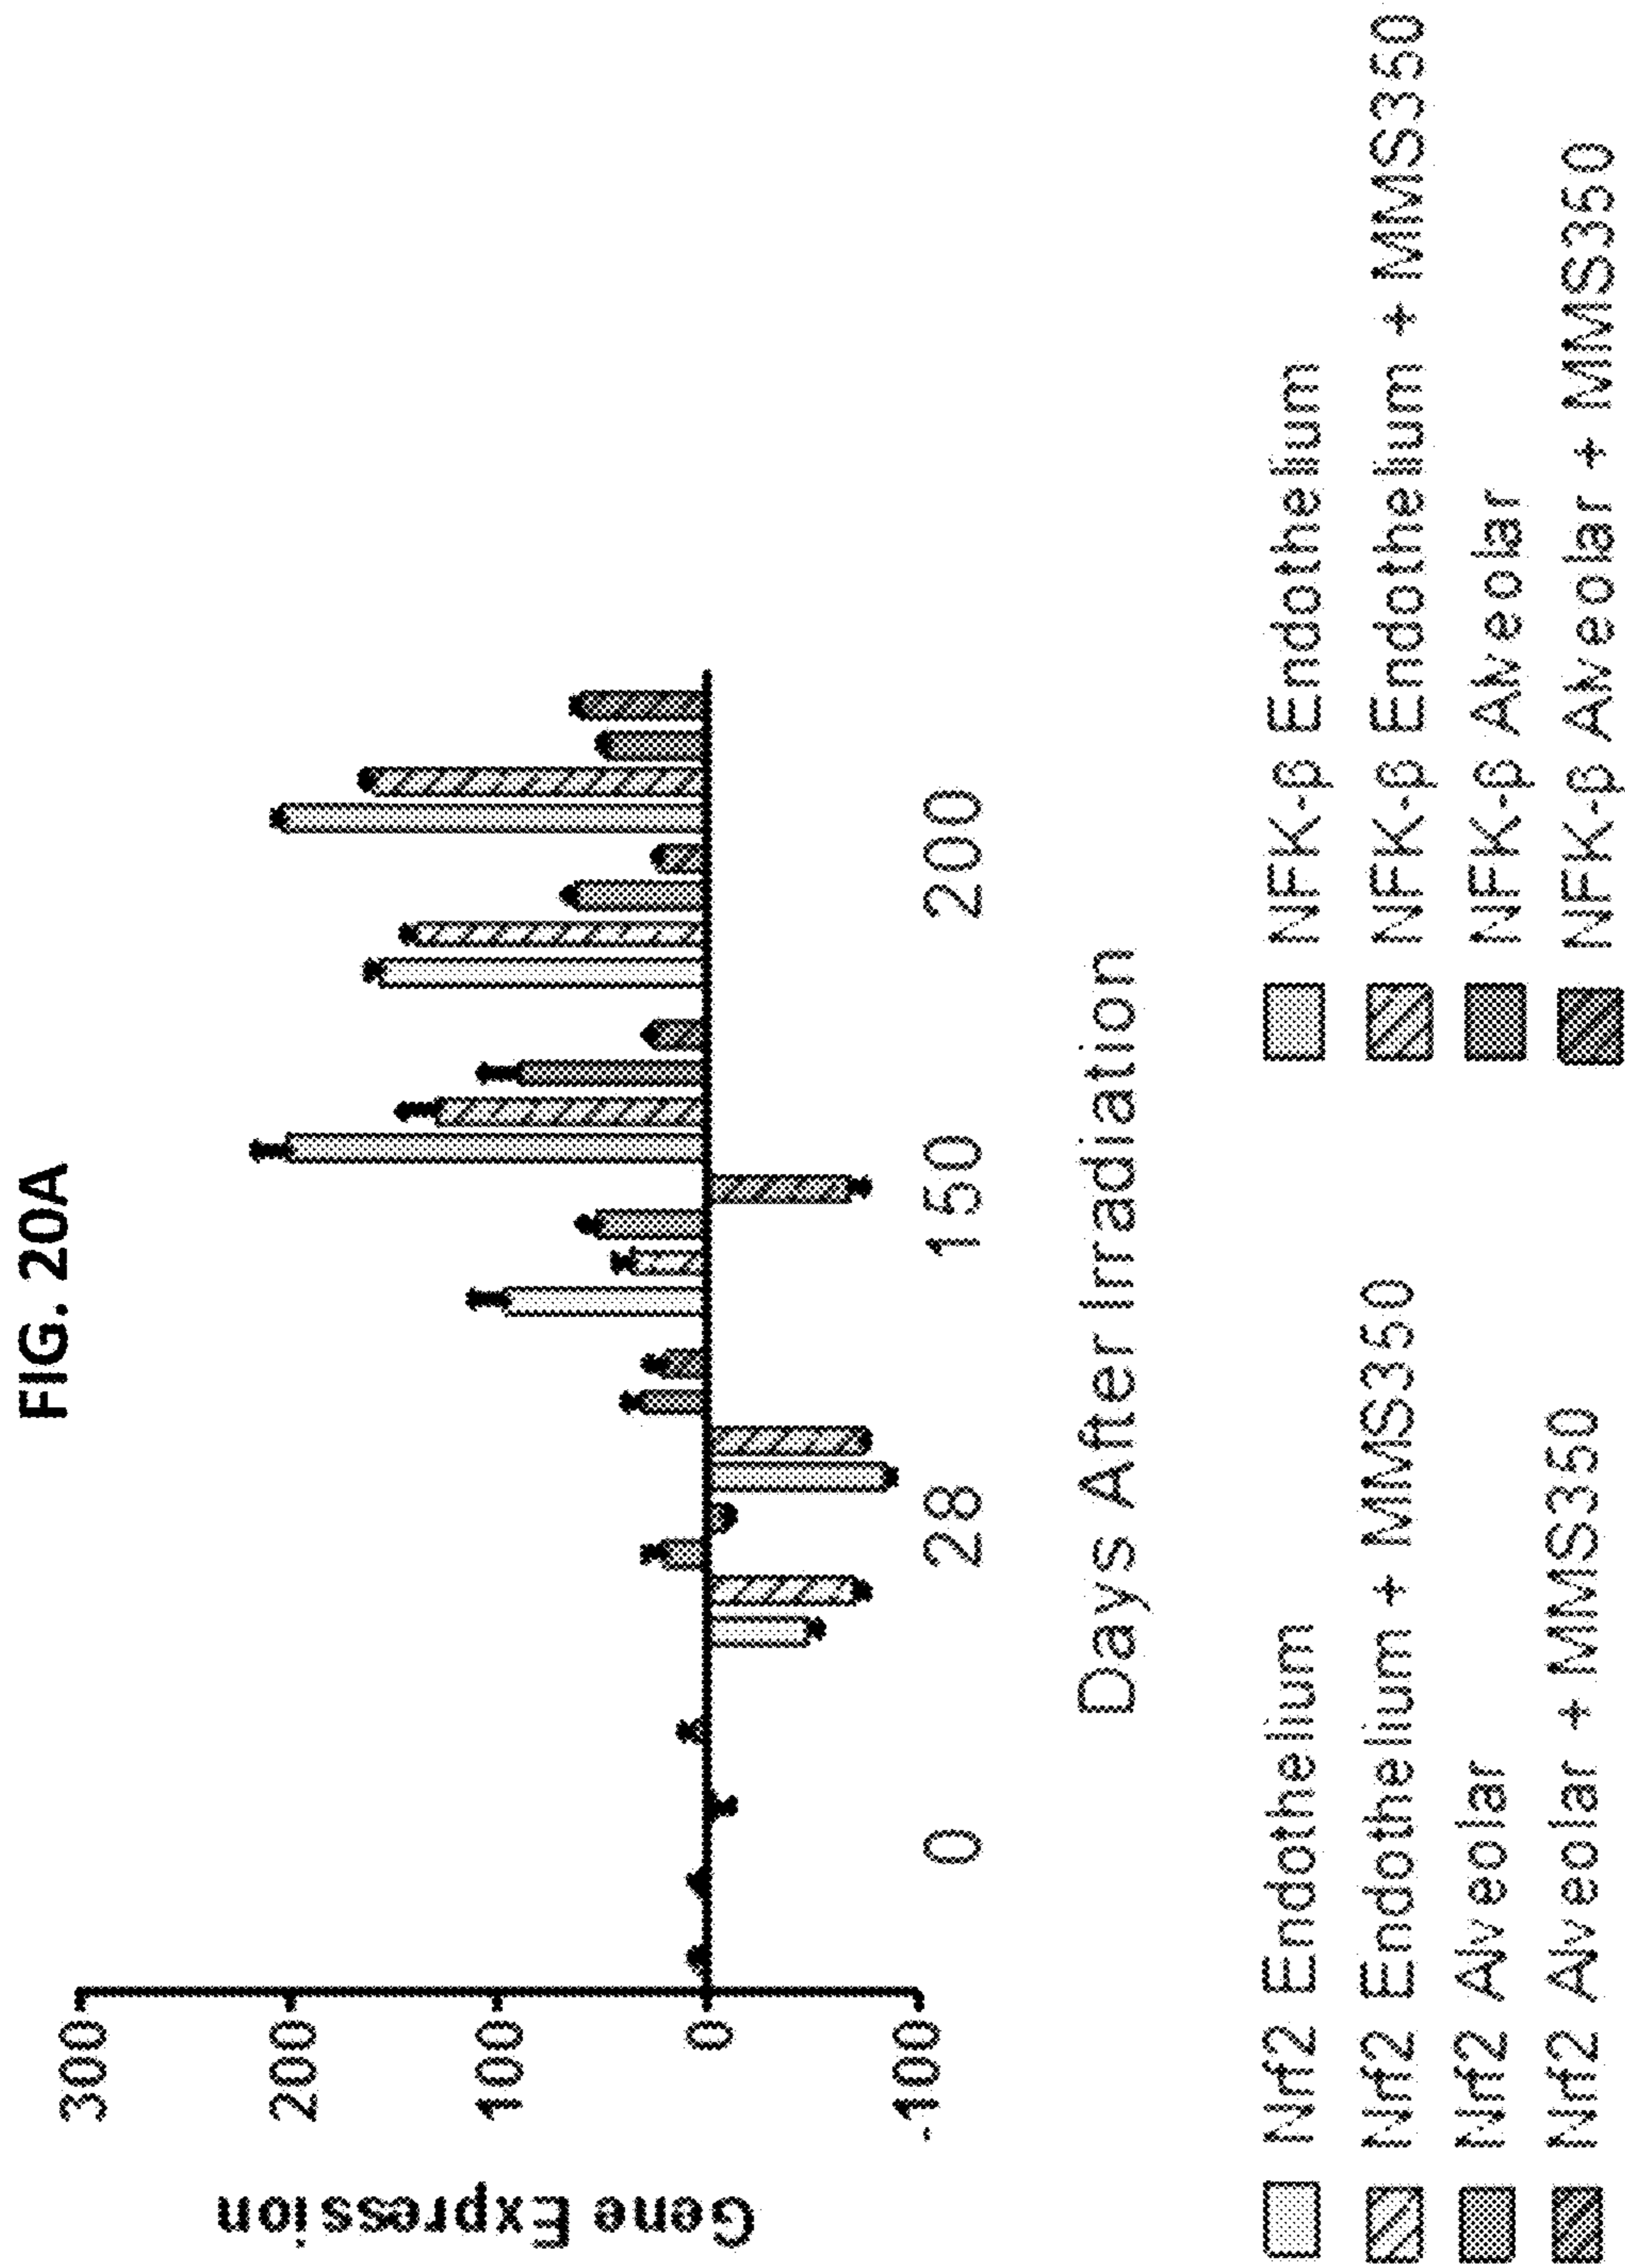 FIG. 20A
Gene Expression
300
200
100
0
-100
0
28
150
200
Days After Irradiation
Nrf2 Endothelium
Nrf2 Endothelium + MMS350
Nrf2 Alveolar
Nrf2 Alveolar + MMS350
NFK-β Endothelium
NFK-β Endothelium + MMS350
NFK-β Alveolar
NFK-β Alveolar + MMS350